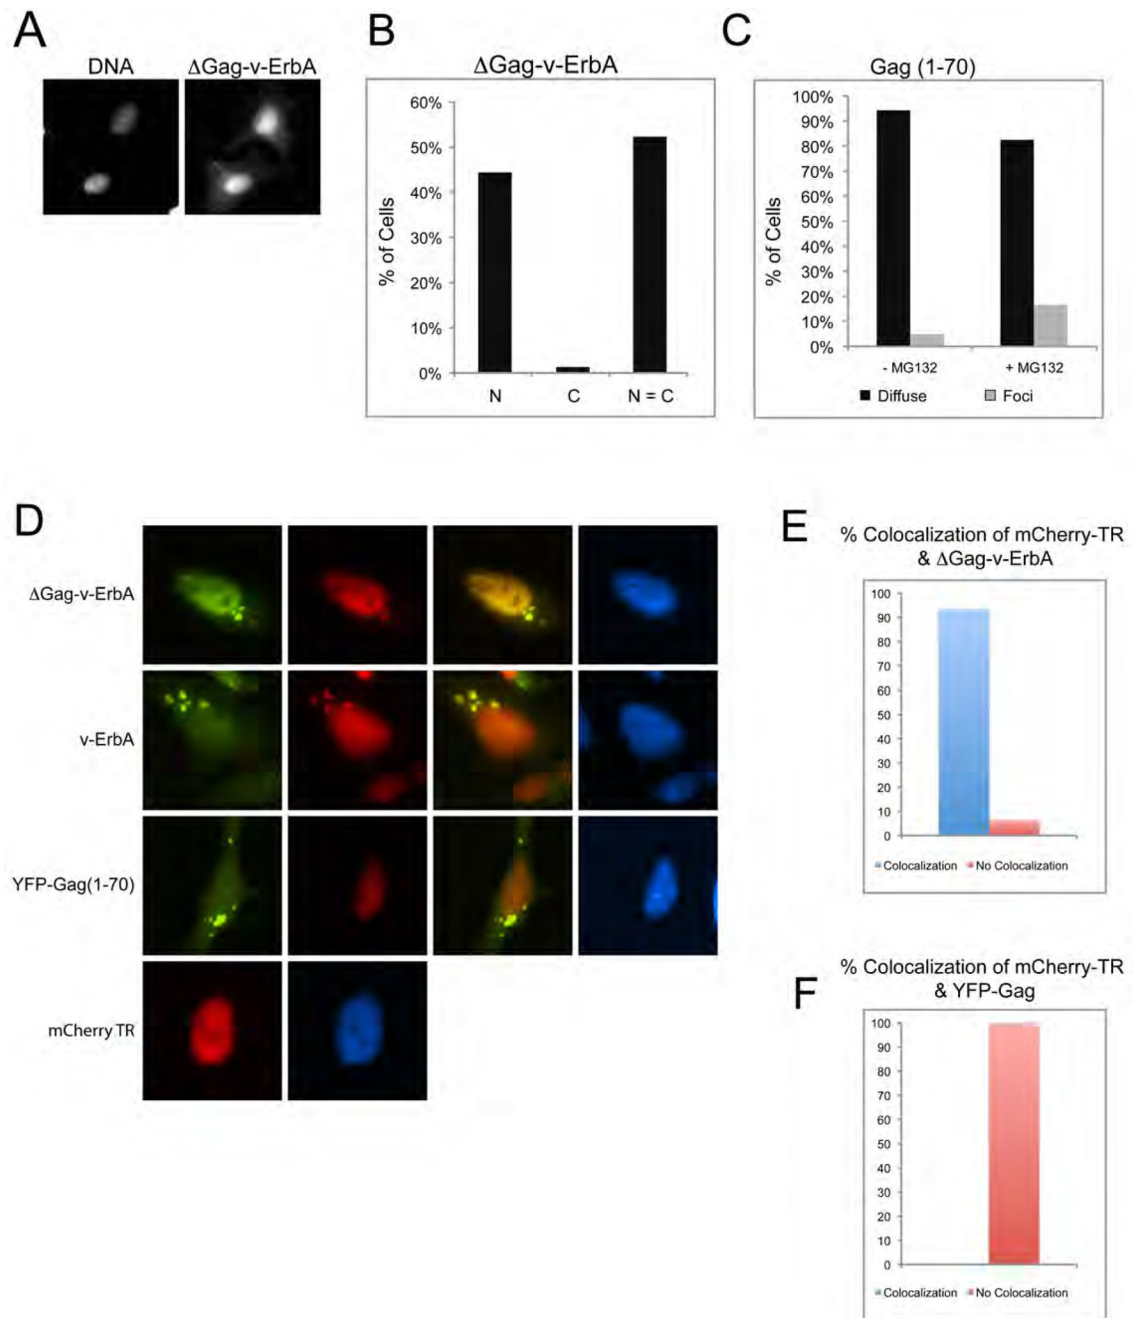 A
DNA
ΔGag-v-ErbA
B
ΔGag-v-ErbA
% of Cells
60%
50%
40%
30%
20%
10%
0%
N
C
N = C
C
Gag (1-70)
% of Cells
100%
90%
80%
70%
60%
50%
40%
30%
20%
10%
0%
- MG132
+ MG132
Diffuse
Foci
D
ΔGag-v-ErbA
v-ErbA
YFP-Gag(1-70)
mCherry TR
E
% Colocalization of mCherry-TR
& ΔGag-v-ErbA
100
90
80
70
60
50
40
30
20
10
0
Colocalization
No Colocalization
F
% Colocalization of mCherry-TR
& YFP-Gag
100
90
80
70
60
50
40
30
20
10
0
Colocalization
No Colocalization